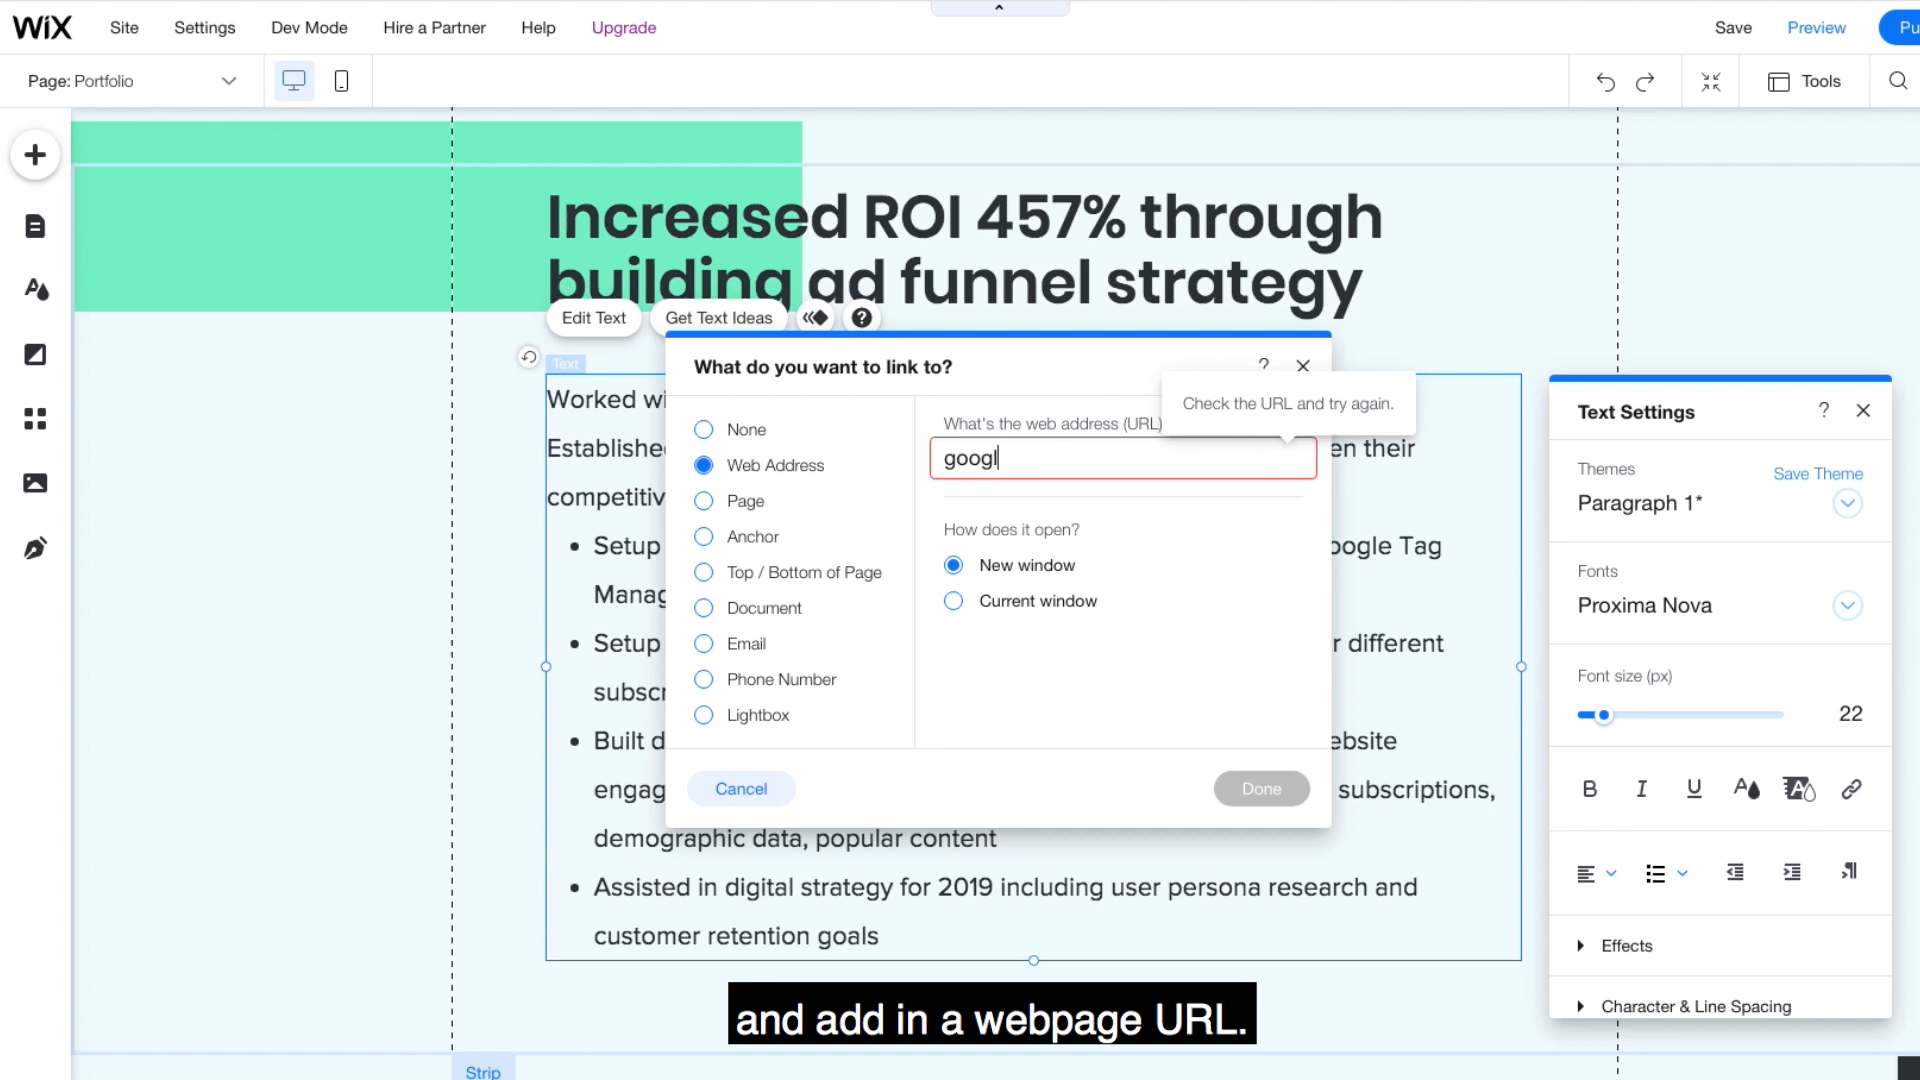 WiX
Site
Settings
Dev Mode
Hire a Partner
Help
Upgrade
Save
Preview
Pu
Page: Portfolio
Tools
Increased ROI 457% through
building ad funnel strategy
Edit Text
Get Text Ideas
?
Text
What do you want to link to?
?
Check the URL and try again.
None
Web Address
Page
Anchor
Top / Bottom of Page
Document
Email
Phone Number
Lightbox
What's the web address (URL)
googl
How does it open?
New window
Current window
Cancel
Done
Worked wi
Establishe en their
competitiv
• Setup oogle Tag
Manag
• Setup r different
subscr
• Built d ebsite
engag subscriptions,
demographic data, popular content
• Assisted in digital strategy for 2019 including user persona research and
customer retention goals
Text Settings
?
Themes
Save Theme
Paragraph 1*
Fonts
Proxima Nova
Font size (px)
22
B I U A A
Effects
Character & Line Spacing
and add in a webpage URL.
Strip